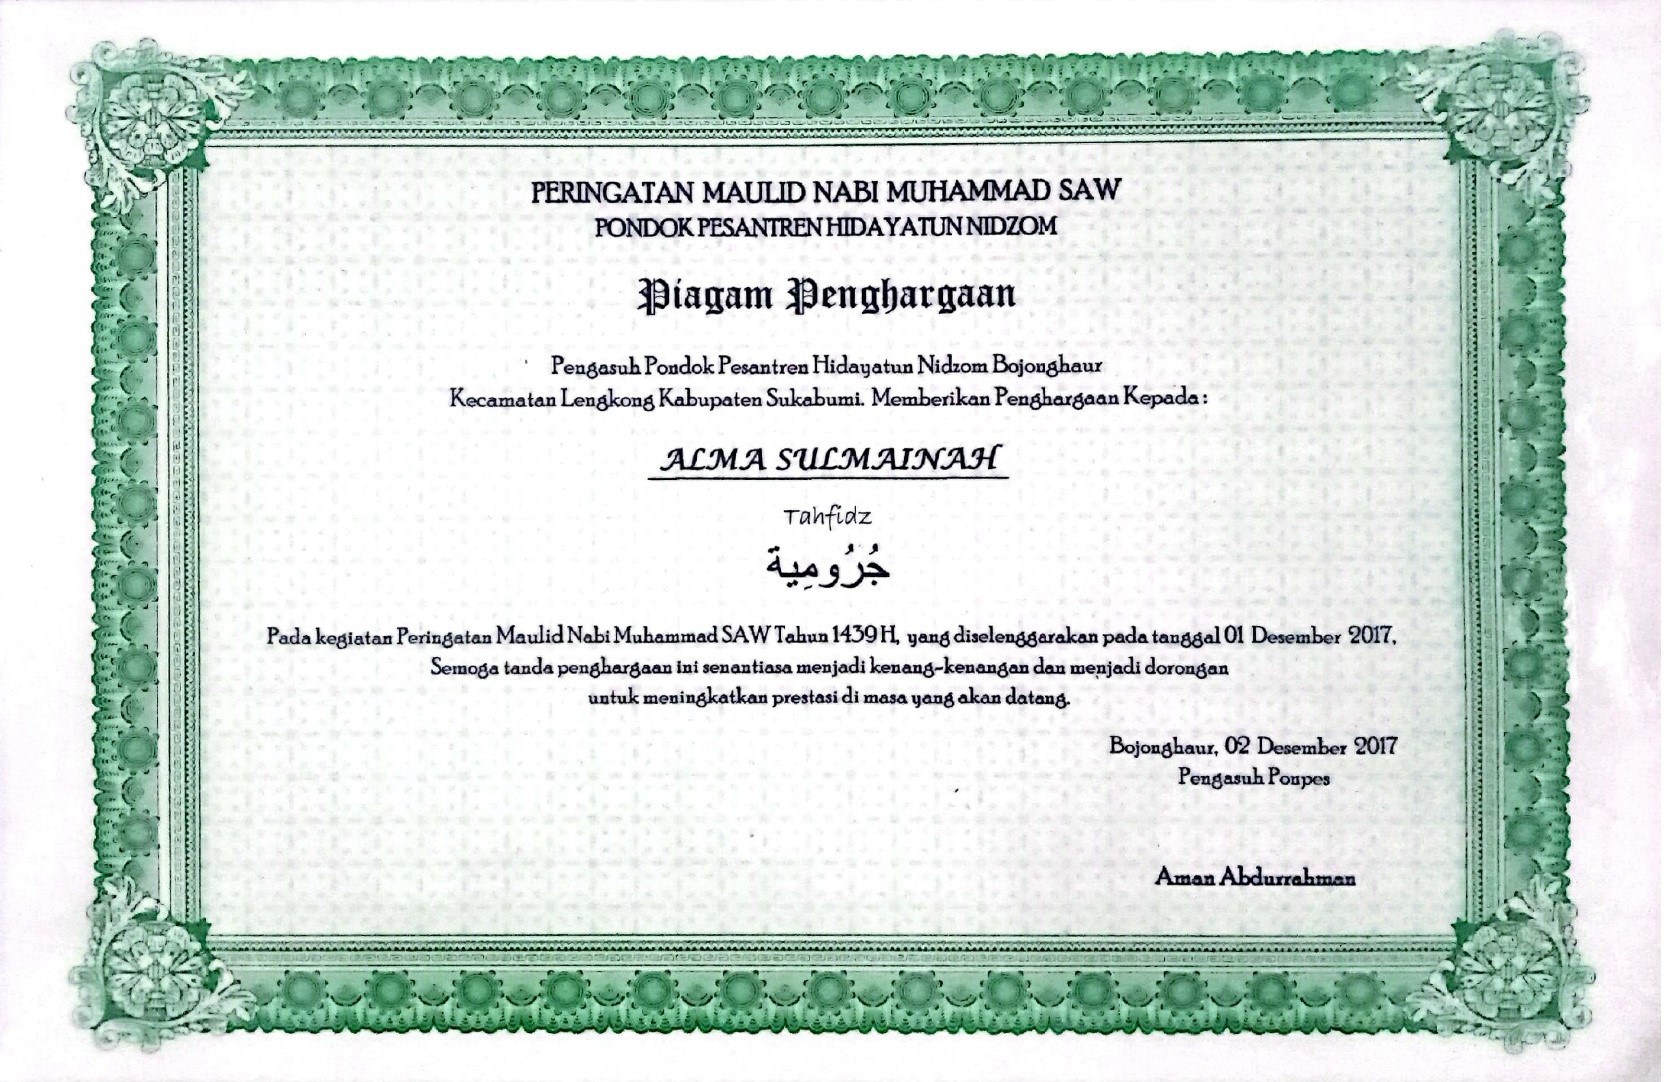 PERINGATAN MAULID NABI MUHAMMAD SAW
PONDOK PESANTREN HIDAYATUN NIDZOM
Piagam Penghargaan
Pengasuh Pondok Pesantren Hidayatun Nidzom Bojonghaur
Kecamatan Lengkong Kabupaten Sukabumi. Memberikan Penghargaan Kepada :
ALMA SULMAINAH
Tahfidz
جُرُومِية
Pada kegiatan Peringatan Maulid Nabi Muhammad SAW Tahun 1439 H, yang diselenggarakan pada tanggal 01 Desember 2017,
Semoga tanda penghargaan ini senantiasa menjadi kenang-kenangan dan menjadi dorongan
untuk meningkatkan prestasi di masa yang akan datang.
Bojonghaur, 02 Desember 2017
Pengasuh Ponpes
Aman Abdurrahman